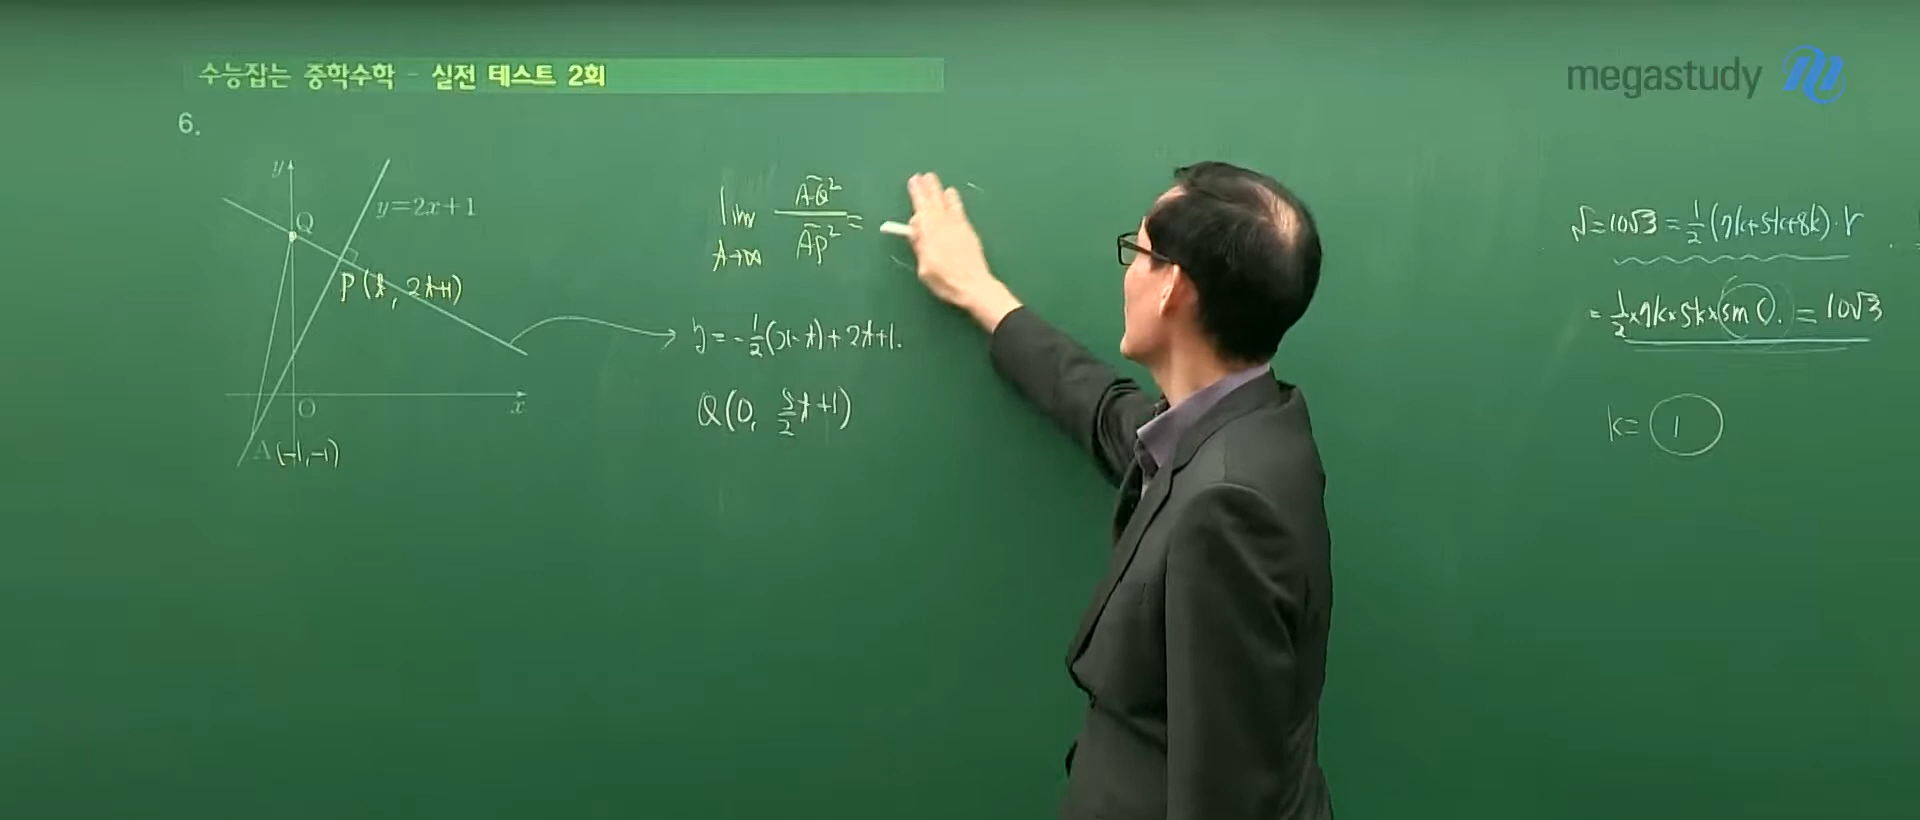 수능잡는 중학수학 - 실전 테스트 2회
megastudy
6.
y
Q
y=2x+1
P(t, 2t+1)
O
x
A(-1,-1)
lim t→∞ AQ²/AP² =
y = -1/2(x-t)+2t+1.
Q(0, 5/2t+1)
S=10√3 = 1/2(7k+5k+8k)·r
= 1/2×7k×5k×sin C. = 10√3
k= 1